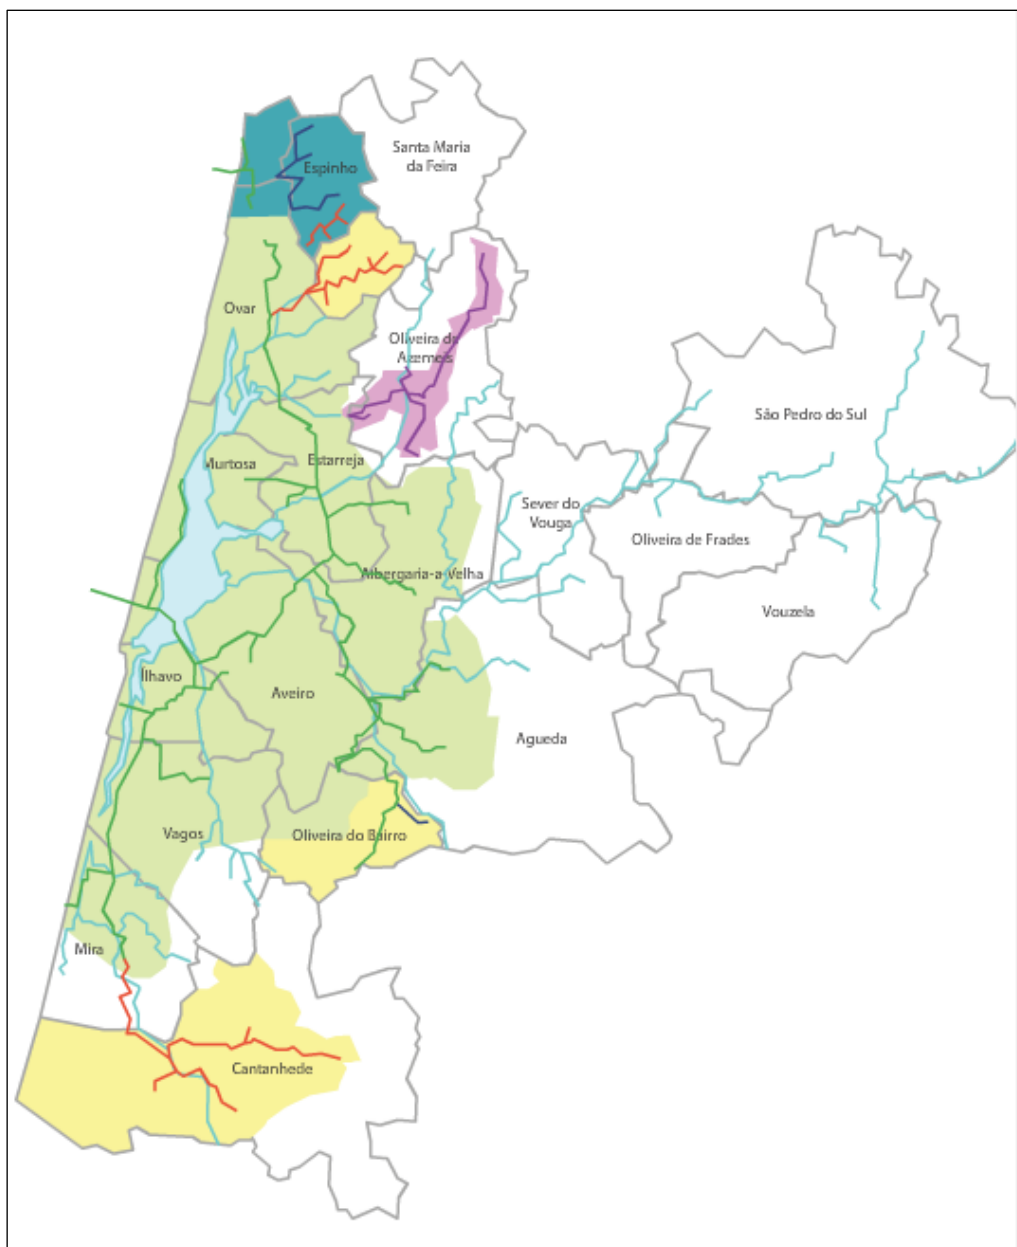 Santa Maria
da Feira
Espinho
Ovar
Oliveira de
Azemeis
São Pedro do Sul
Murtosa
Estarreja
Sever do
Vouga
Oliveira de Frades
Albergaria-a-Velha
Vouzela
Ílhavo
Aveiro
Agueda
Vagos
Oliveira do Bairro
Mira
Cantanhede